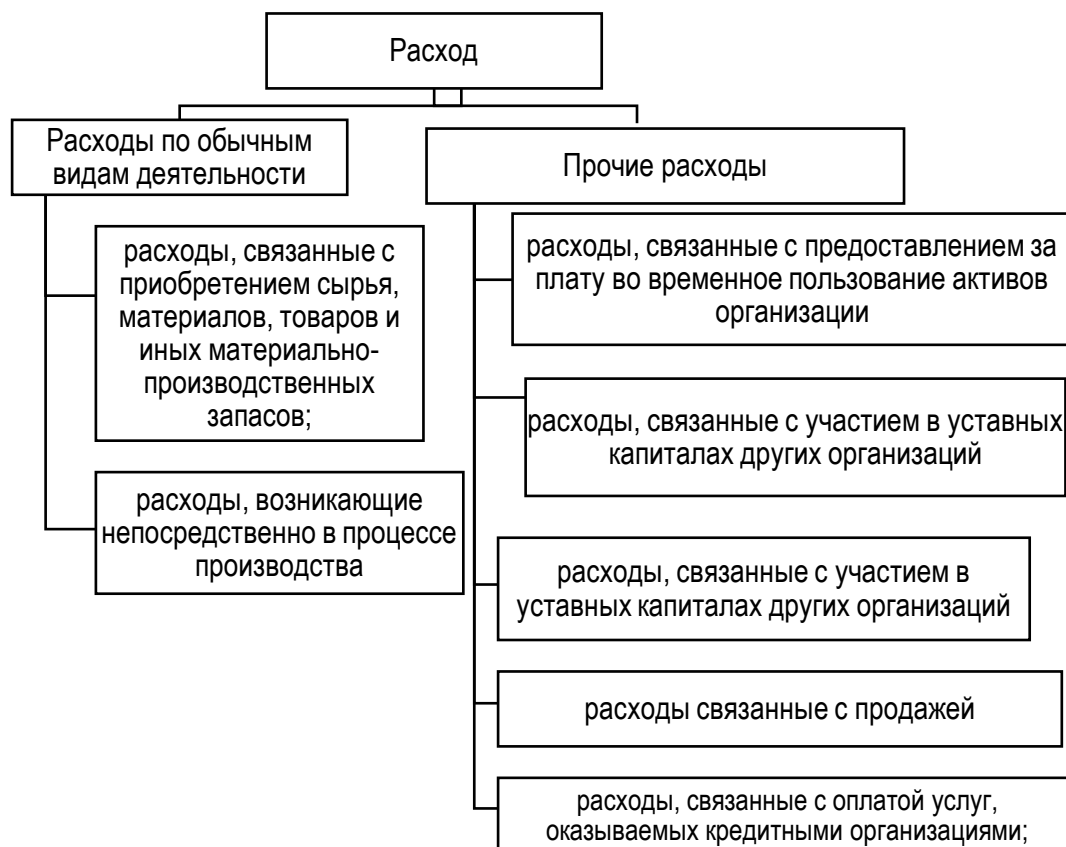 Расход
Расходы по обычным
видам деятельности
расходы, связанные с
приобретением сырья,
материалов, товаров и
иных материально-
производственных
запасов;
расходы, возникающие
непосредственно в процессе
производства
Прочие расходы
расходы, связанные с предоставлением за
плату во временное пользование активов
организации
расходы, связанные с участием в уставных
капиталах других организаций
расходы, связанные с участием в
уставных капиталах других организаций
расходы связанные с продажей
расходы, связанные с оплатой услуг,
оказываемых кредитными организациями;